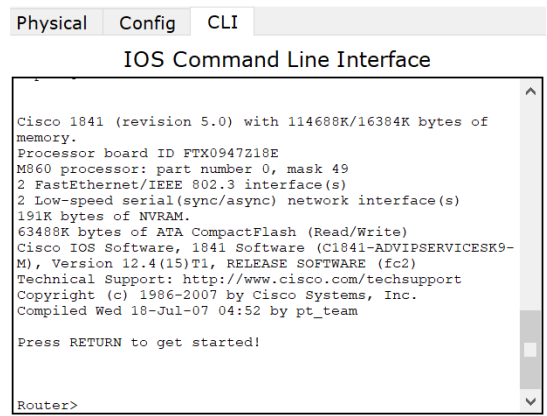 Physical Config CLI
IOS Command Line Interface
Cisco 1841 (revision 5.0) with 114688K/16384K bytes of
memory.
Processor board ID FTX0947Z18E
M860 processor: part number 0, mask 49
2 FastEthernet/IEEE 802.3 interface(s)
2 Low-speed serial(sync/async) network interface(s)
191K bytes of NVRAM.
63488K bytes of ATA CompactFlash (Read/Write)
Cisco IOS Software, 1841 Software (C1841-ADVIPSERVICESK9-
M), Version 12.4(15)T1, RELEASE SOFTWARE (fc2)
Technical Support: http://www.cisco.com/techsupport
Copyright (c) 1986-2007 by Cisco Systems, Inc.
Compiled Wed 18-Jul-07 04:52 by pt_team
Press RETURN to get started!
Router>